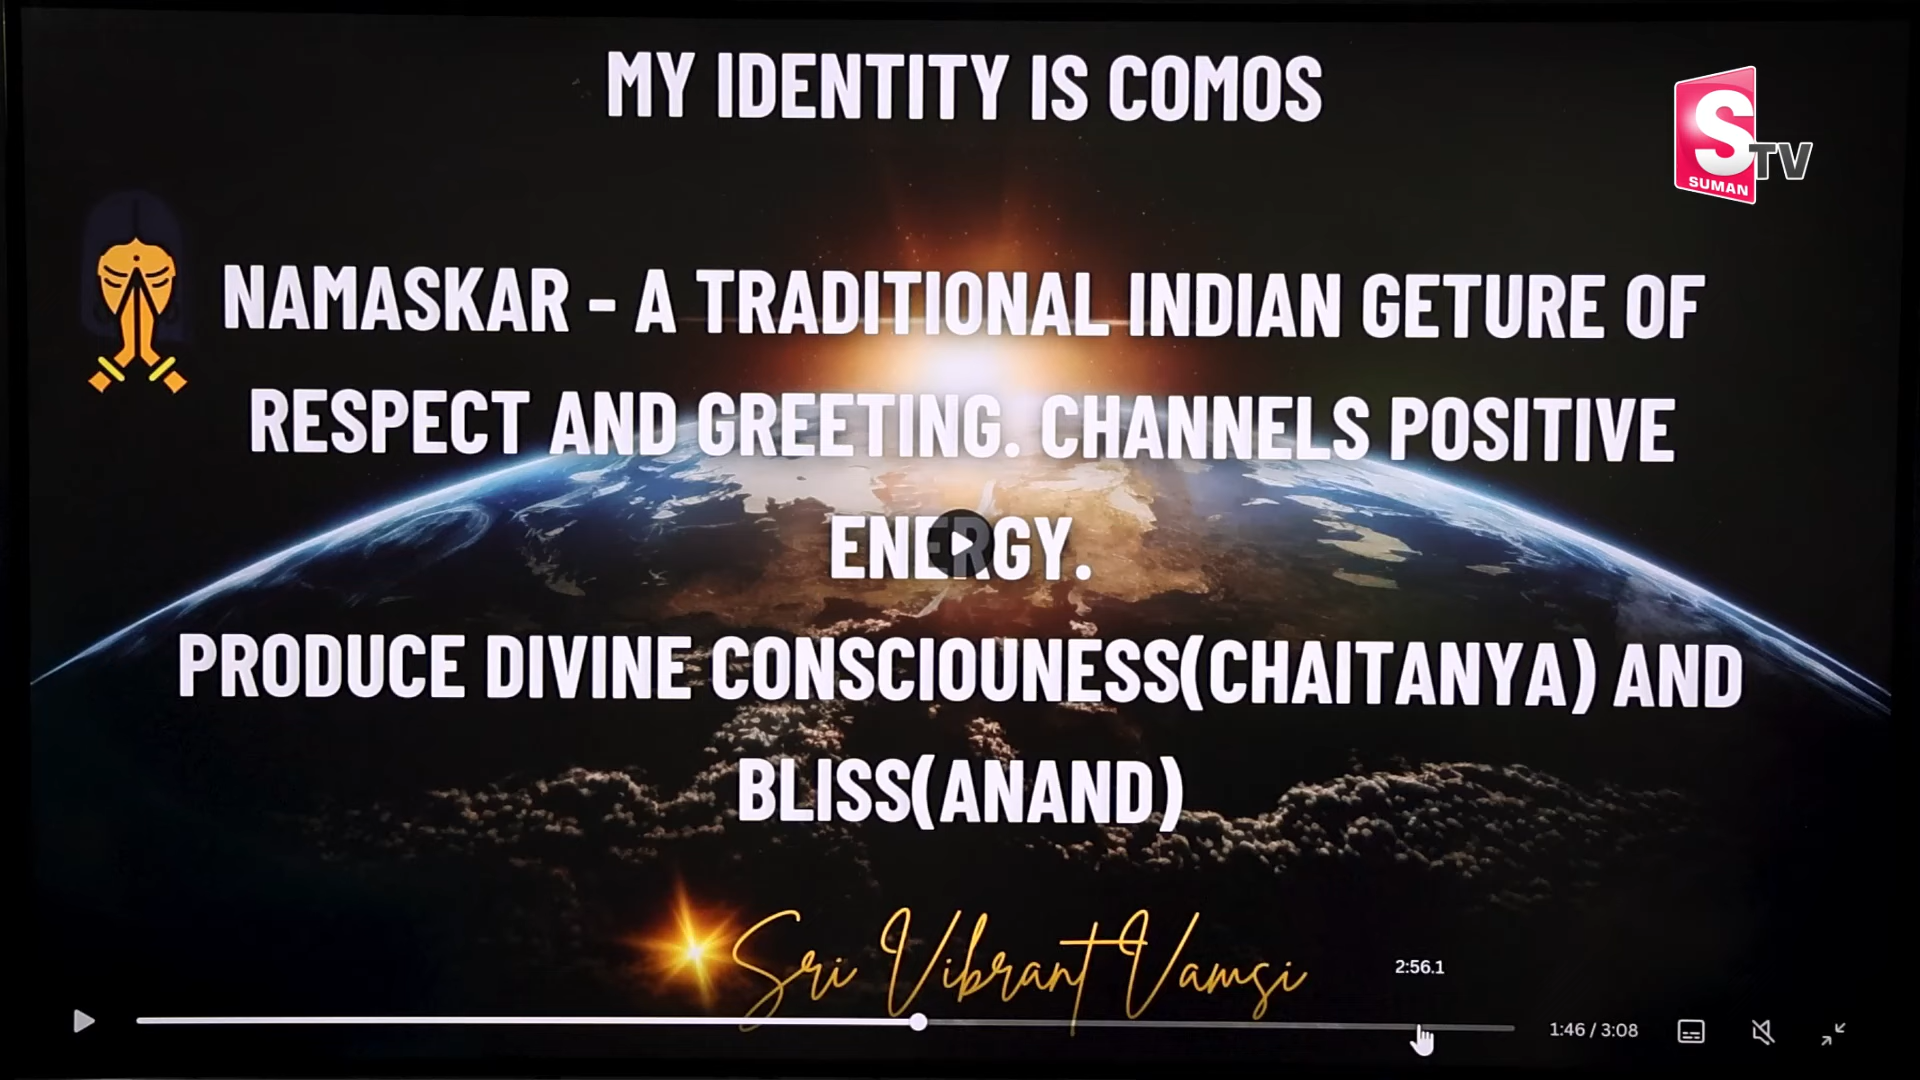 MY IDENTITY IS COMOS
S TV
SUMAN
NAMASKAR - A TRADITIONAL INDIAN GETURE OF
RESPECT AND GREETING. CHANNELS POSITIVE
ENERGY.
PRODUCE DIVINE CONSCIOUNESS(CHAITANYA) AND
BLISS(ANAND)
Sri Vibrant Vamsi
2:56.1
1:46 / 3:08